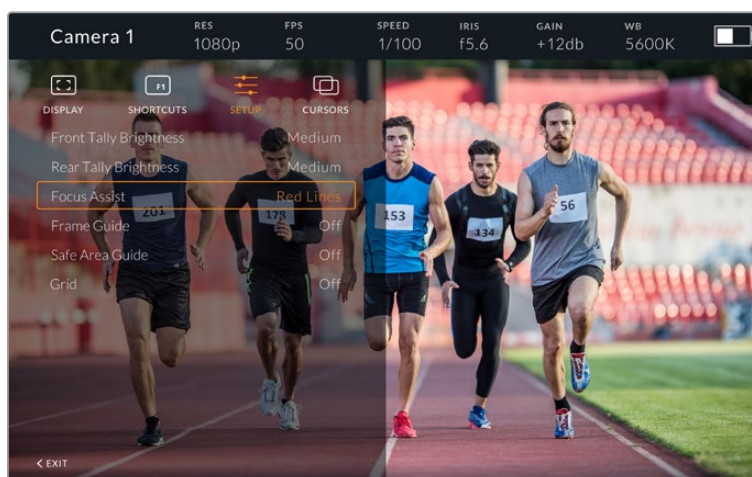 Camera 1
RES
1080p
FPS
50
SPEED
1/100
IRIS
f5.6
GAIN
+12db
WB
5600K
DISPLAY
F1
SHORTCUTS
SETUP
CURSORS
Front Tally Brightness Medium
Rear Tally Brightness Medium
Focus Assist Red Lines
Frame Guide Off
Safe Area Guide Off
Grid Off
201
178
153
134
56
< EXIT